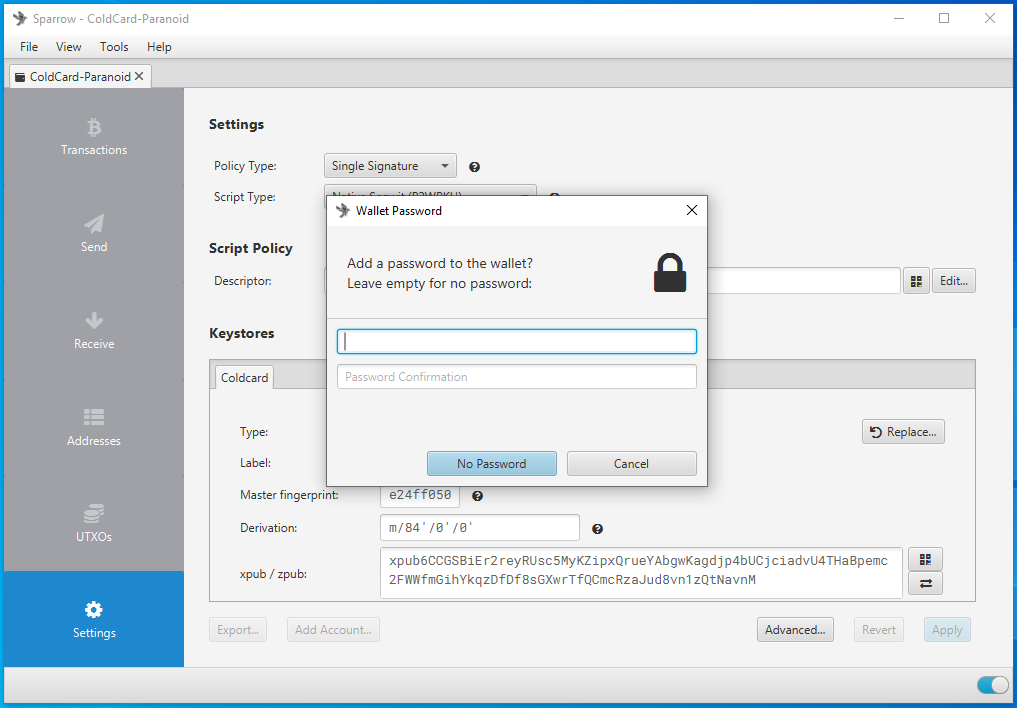 Sparrow - ColdCard-Paranoid
File View Tools Help
ColdCard-Paranoid
Transactions
Send
Receive
Addresses
UTXOs
Settings
Settings
Policy Type: Single Signature
Script Type:
Script Policy
Descriptor: Edit...
Keystores
Coldcard
Type: Replace...
Label:
Master fingerprint: e24ff050
Derivation: m/84'/0'/0'
xpub / zpub: xpub6CCGSBiEr2reyRUsc5MyKZipxQrueYAbgwKagdjp4bUCjciadvU4THaBpemc
2FWWfmGihYkqzDfDf8sGXwrTfQCmcRzaJud8vn1zQtNavnM
Export... Add Account... Advanced... Revert Apply
Wallet Password
Add a password to the wallet?
Leave empty for no password:
Password Confirmation
No Password Cancel